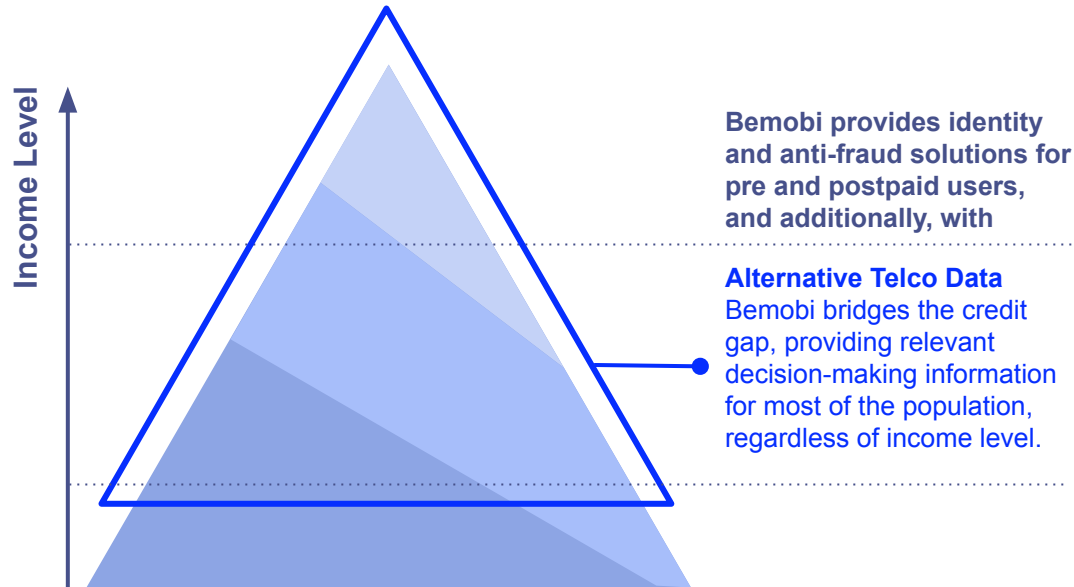 Income Level
Bemobi provides identity
and anti-fraud solutions for
pre and postpaid users,
and additionally, with
Alternative Telco Data
Bemobi bridges the credit
gap, providing relevant
decision-making information
for most of the population,
regardless of income level.